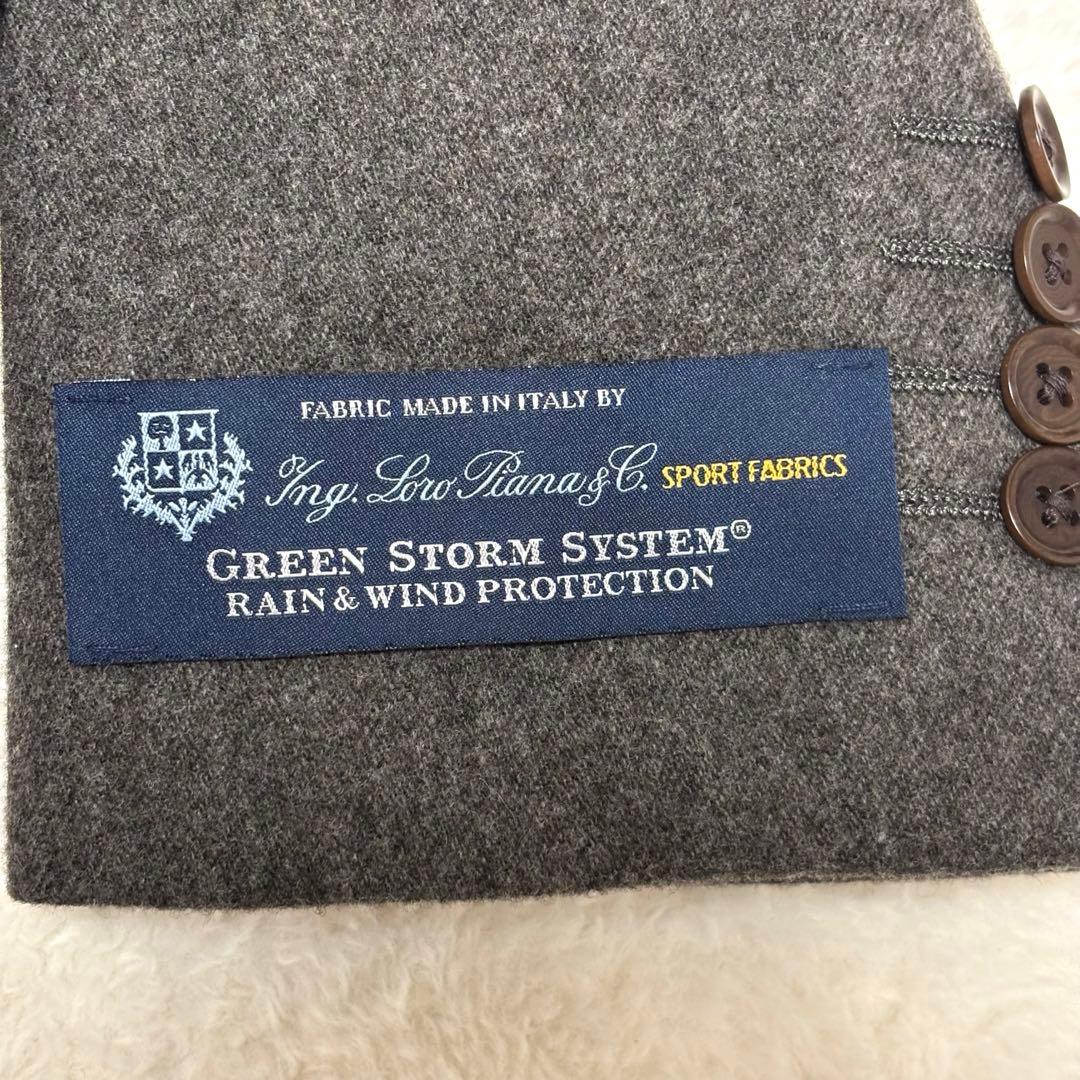 FABRIC MADE IN ITALY BY
Ing. Loro Piana & C. SPORT FABRICS
GREEN STORM SYSTEM®
RAIN & WIND PROTECTION